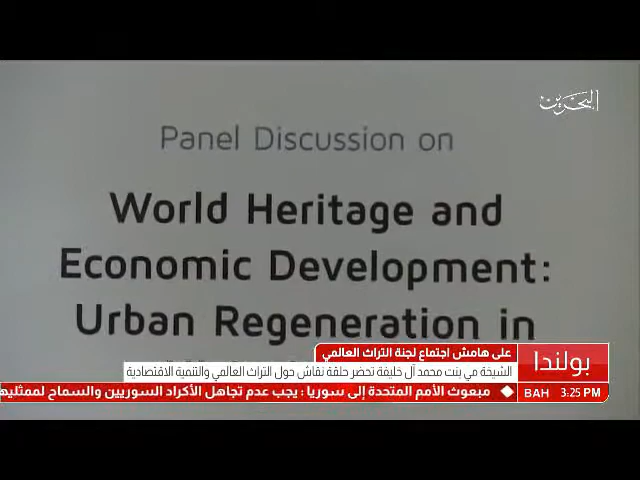 البحرين
Panel Discussion on
World Heritage and
Economic Development:
Urban Regeneration in
على هامش اجتماع لجنة التراث العالمي
بولندا
الشيخة مي بنت محمد آل خليفة تحضر حلقة نقاش حول التراث العالمي والتنمية الاقتصادية
مبعوث الأمم المتحدة إلى سوريا : يجب عدم تجاهل الأكراد السوريين والسماح لممثليه
BAH 3:25 PM